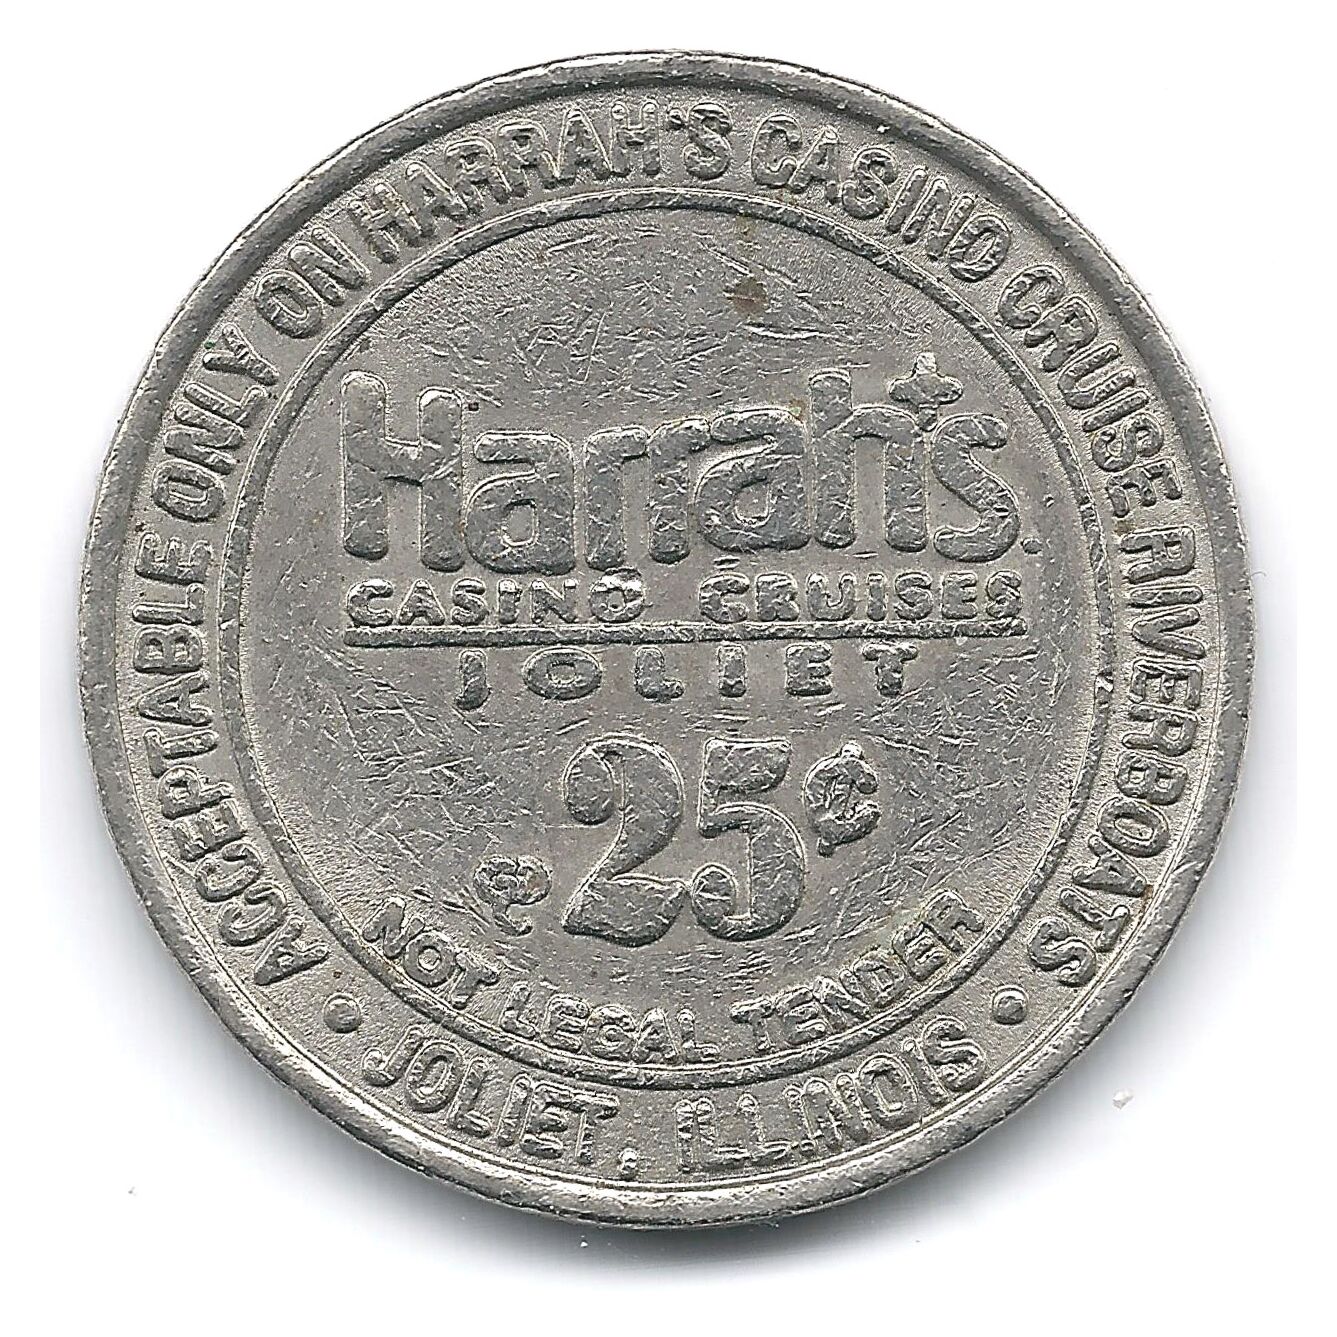 ACCEPTABLE ONLY ON HARRAH'S CASINO CRUISE RIVERBOATS
Harrah's.
CASINO CRUISES
JOLIET
25¢
NOT LEGAL TENDER
• JOLIET, ILLINOIS •